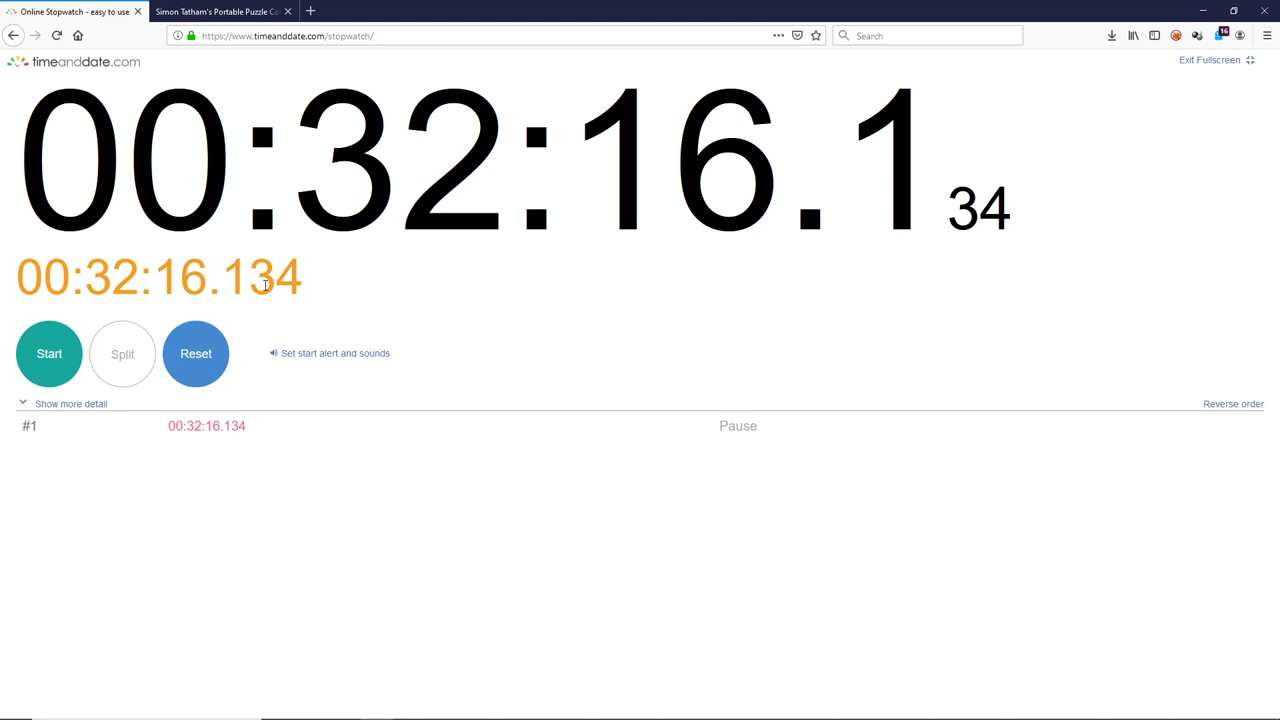 Online Stopwatch - easy to use
Simon Tatham's Portable Puzzle Co
https://www.timeanddate.com/stopwatch/
Search
16
timeanddate.com
Exit Fullscreen
00:32:16.134
00:32:16.134
Start
Split
Reset
Set start alert and sounds
Show more detail
Reverse order
#1 00:32:16.134 Pause